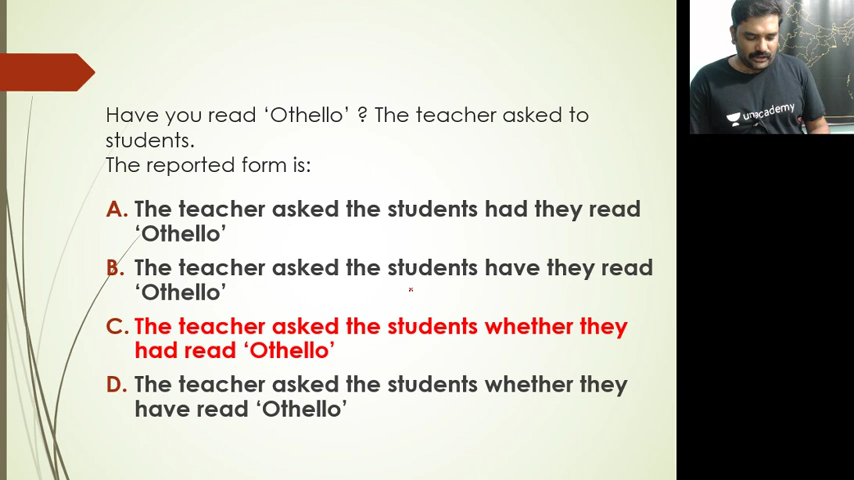 Have you read ‘Othello’ ? The teacher asked to
students.
The reported form is:
A. The teacher asked the students had they read
‘Othello’
B. The teacher asked the students have they read
‘Othello’
C. The teacher asked the students whether they
had read ‘Othello’
D. The teacher asked the students whether they
have read ‘Othello’
unacademy